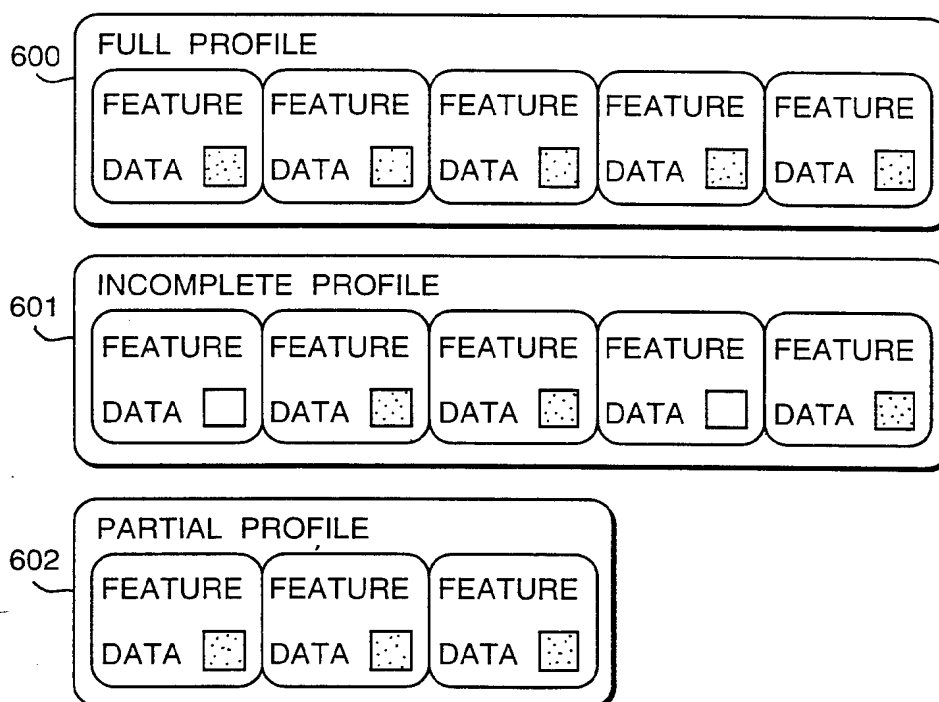 FULL PROFILE
600
FEATURE FEATURE FEATURE FEATURE FEATURE
DATA DATA DATA DATA DATA
INCOMPLETE PROFILE
601
FEATURE FEATURE FEATURE FEATURE FEATURE
DATA DATA DATA DATA DATA
PARTIAL PROFILE
602
FEATURE FEATURE FEATURE
DATA DATA DATA